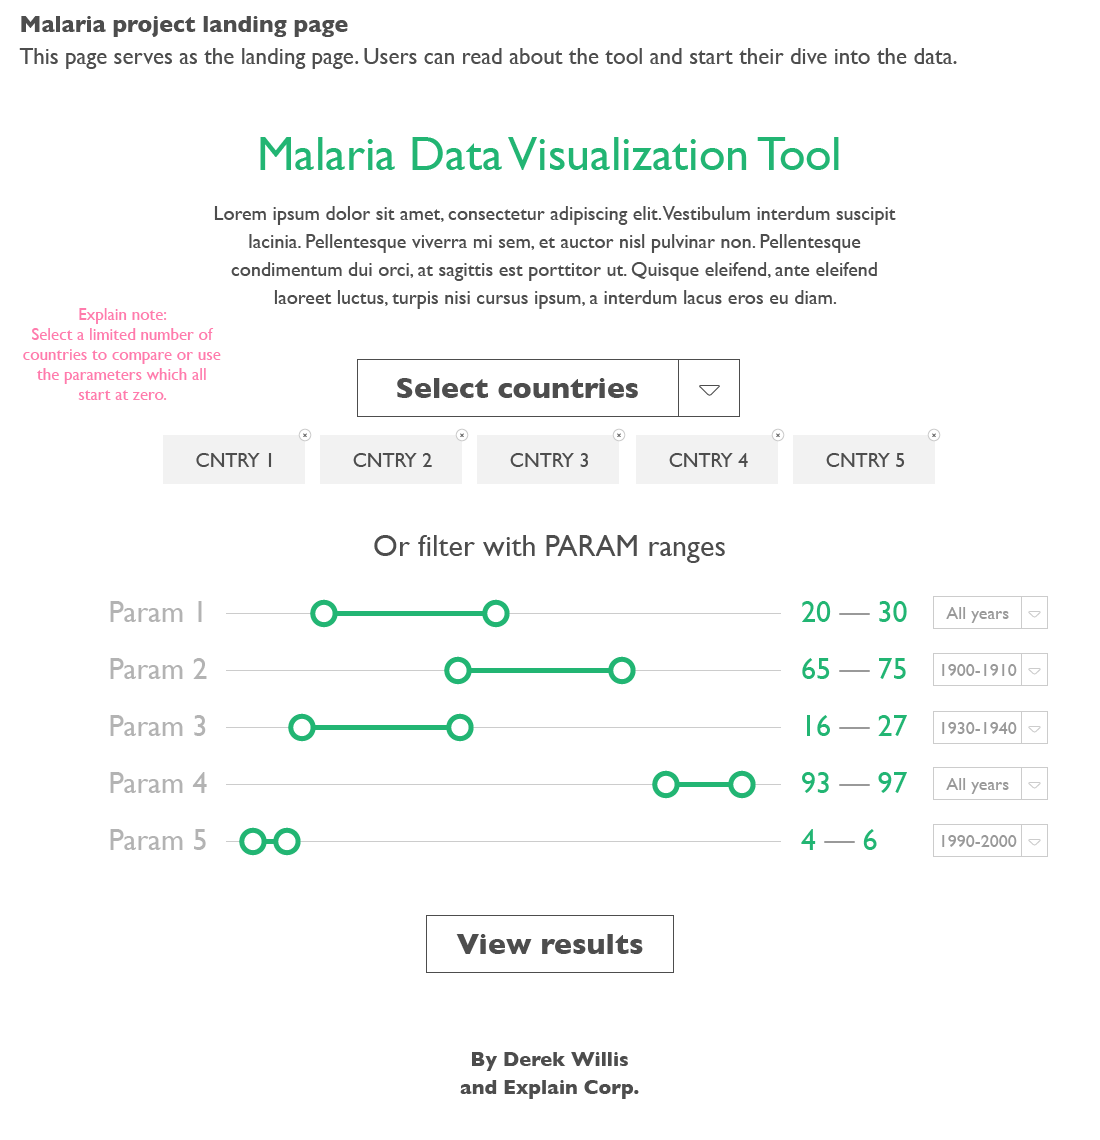 Malaria project landing page
This page serves as the landing page. Users can read about the tool and start their dive into the data.
Malaria Data Visualization Tool
Lorem ipsum dolor sit amet, consectetur adipiscing elit. Vestibulum interdum suscipit
lacinia. Pellentesque viverra mi sem, et auctor nisl pulvinar non. Pellentesque
condimentum dui orci, at sagittis est porttitor ut. Quisque eleifend, ante eleifend
laoreet luctus, turpis nisi cursus ipsum, a interdum lacus eros eu diam.
Explain note:
Select a limited number of
countries to compare or use
the parameters which all
start at zero.
Select countries
CNTRY 1 CNTRY 2 CNTRY 3 CNTRY 4 CNTRY 5
Or filter with PARAM ranges
Param 1 20 — 30 All years
Param 2 65 — 75 1900-1910
Param 3 16 — 27 1930-1940
Param 4 93 — 97 All years
Param 5 4 — 6 1990-2000
View results
By Derek Willis
and Explain Corp.